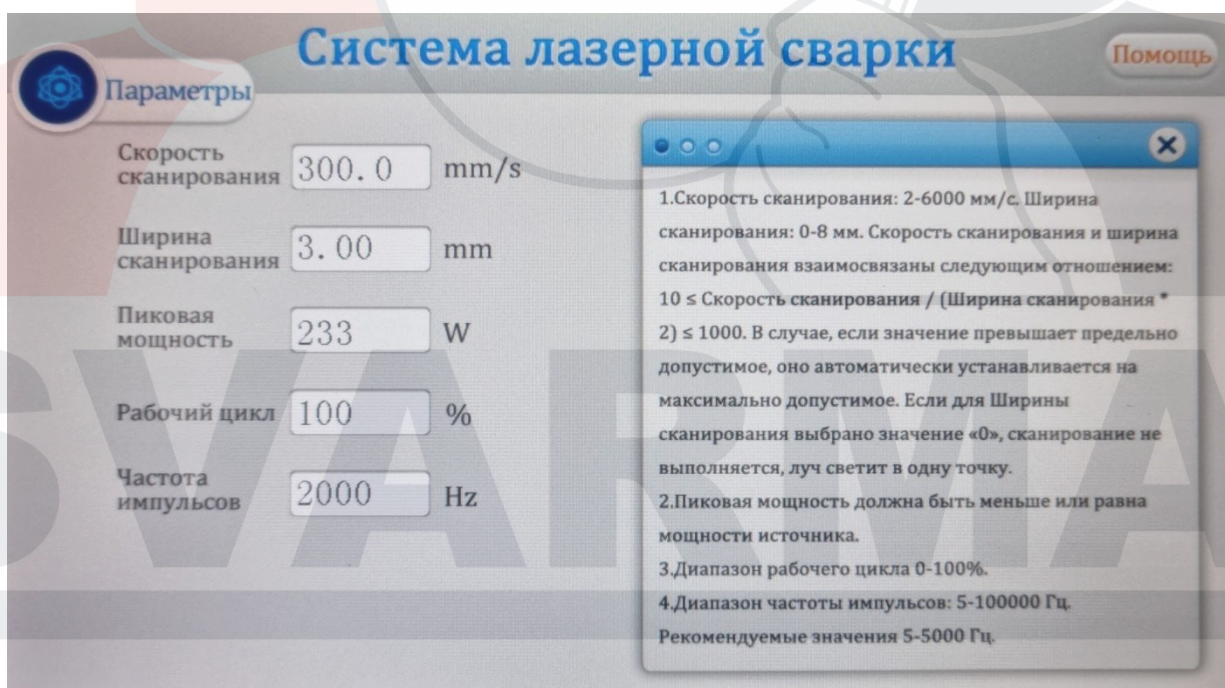 Система лазерной сварки
Помощь
Параметры
Скорость
сканирования
300.0
mm/s
Ширина
сканирования
3.00
mm
Пиковая
мощность
233
W
Рабочий цикл
100
%
Частота
импульсов
2000
Hz
1.Скорость сканирования: 2-6000 мм/с. Ширина
сканирования: 0-8 мм. Скорость сканирования и ширина
сканирования взаимосвязаны следующим отношением:
10 ≤ Скорость сканирования / (Ширина сканирования *
2) ≤ 1000. В случае, если значение превышает предельно
допустимое, оно автоматически устанавливается на
максимально допустимое. Если для Ширины
сканирования выбрано значение «0», сканирование не
выполняется, луч светит в одну точку.
2.Пиковая мощность должна быть меньше или равна
мощности источника.
3.Диапазон рабочего цикла 0-100%.
4.Диапазон частоты импульсов: 5-100000 Гц.
Рекомендуемые значения 5-5000 Гц.
SVARMA